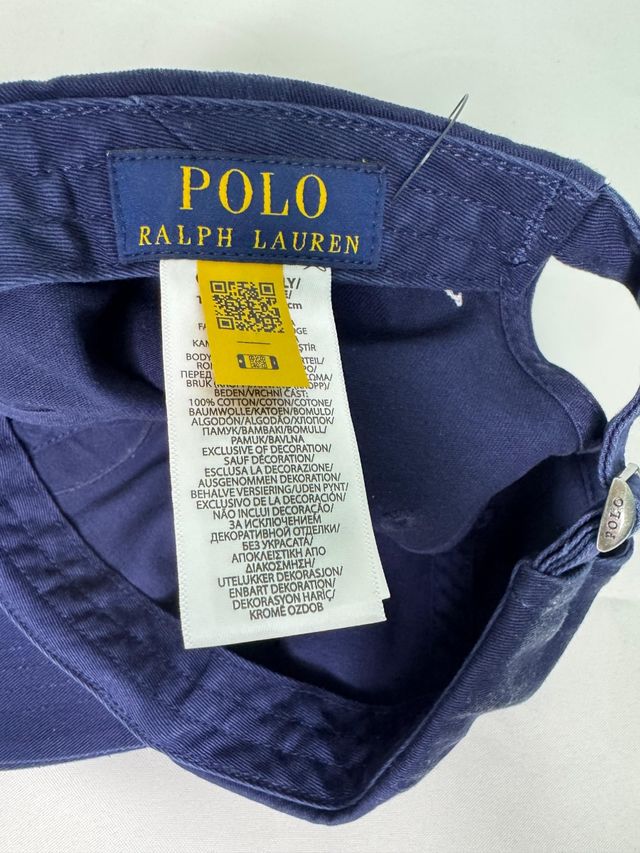 POLO
RALPH LAUREN
BEDEN/VRCHNÍ ČÁST:
100% COTTON/COTON/COTONE/
BAUMWOLLE/KATOEN/BOMULD/
ALGODÓN/ALGODÃO/ХЛОПОК/
ПАМУК/ΒΑΜΒΑΚΙ/BOMULL/
PAMUK/BAVLNA
EXCLUSIVE OF DECORATION/
SAUF DÉCORATION/
ESCLUSA LA DECORAZIONE/
AUSGENOMMEN DEKORATION/
BEHALVE VERSIERING/UDEN PYNT/
EXCLUSIVO DE LA DECORACIÓN/
NÃO INCLUI DECORAÇÃO/
ЗА ИСКЛЮЧЕНИЕМ
ДЕКОРАТИВНОЙ ОТДЕЛКИ/
БЕЗ УКРАСАТА/
ΑΠΟΚΛΕΙΣΤΙΚΗ ΑΠΟ
ΔΙΑΚΟΣΜΗΣΗ/
UTELUKKER DEKORASJON/
ENBART DEKORATION/
DEKORASYON HARİÇ/
KROMĚ OZDOB
POLO